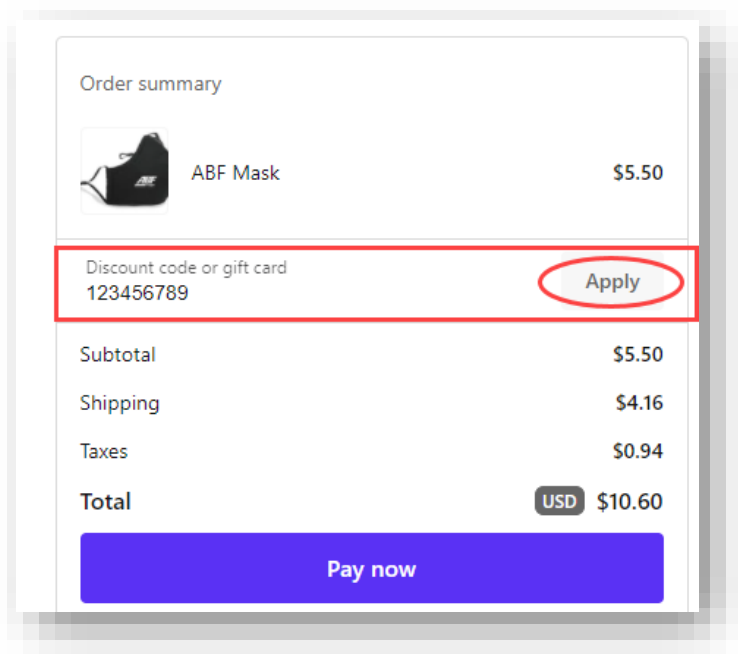 Order summary
ABF
ABF Mask $5.50
Discount code or gift card
123456789
Apply
Subtotal $5.50
Shipping $4.16
Taxes $0.94
Total USD $10.60
Pay now